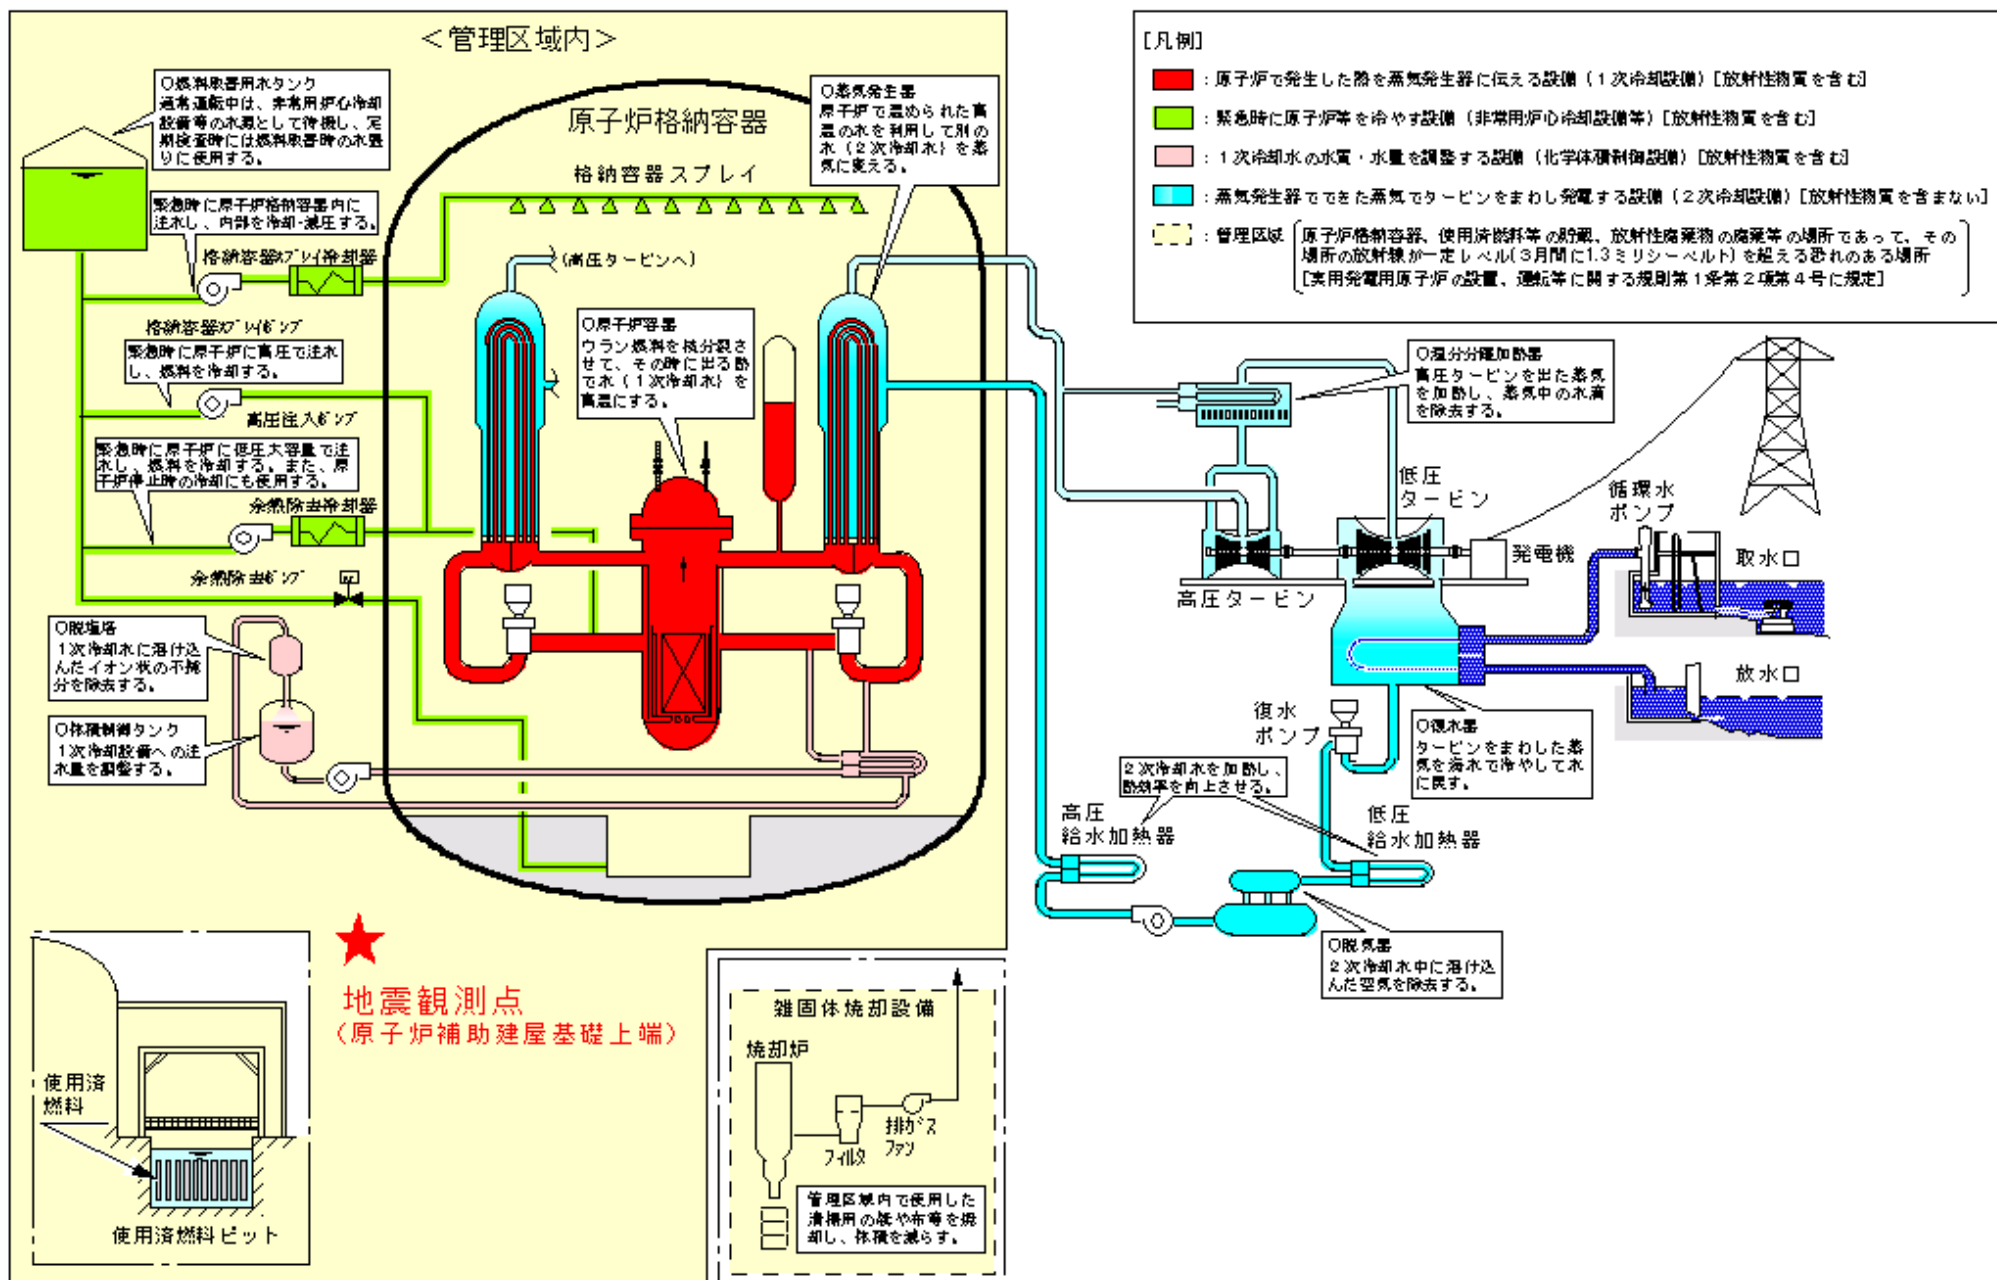 ＜管理区域内＞
○燃料取替用水タンク
通常運転中は、非常用炉心冷却
設備等の水源として待機し、定
期検査時には燃料取替時の水張
りに使用する。
原子炉格納容器
格納容器スプレイ
○蒸気発生器
原子炉で温められた高
温の水を利用して別の
水（２次冷却水）を蒸
気に変える。
緊急時に原子炉格納容器内に
注水し、内部を冷却・減圧する。
格納容器スプレイ冷却器
(高圧タービンへ)
格納容器スプレイポンプ
緊急時に原子炉に高圧で注水
し、燃料を冷却する。
高圧注入ポンプ
○原子炉容器
ウラン燃料を核分裂さ
せて、その時に出る熱
で水（１次冷却水）を
高温にする。
緊急時に原子炉に低圧大容量で注
水し、燃料を冷却する。また、原
子炉停止時の冷却にも使用する。
余熱除去冷却器
余熱除去ポンプ
○脱塩塔
１次冷却水に溶け込
んだイオン状の不純
分を除去する。
○体積制御タンク
１次冷却設備への注
水量を調整する。
[凡例]
：原子炉で発生した熱を蒸気発生器に伝える設備（１次冷却設備）[放射性物質を含む]
：緊急時に原子炉等を冷やす設備（非常用炉心冷却設備等）[放射性物質を含む]
：１次冷却水の水質・水量を調整する設備（化学体積制御設備）[放射性物質を含む]
：蒸気発生器でできた蒸気でタービンをまわし発電する設備（２次冷却設備）[放射性物質を含まない]
：管理区域 原子炉格納容器、使用済燃料等の貯蔵、放射性廃棄物の廃棄等の場所であって、その
場所の放射線が一定レベル(３月間に1.3ミリシーベルト)を超える恐れのある場所
[実用発電用原子炉の設置、運転等に関する規則第１条第２項第４号に規定]
○湿分分離加熱器
高圧タービンを出た蒸気
を加熱し、蒸気中の水滴
を除去する。
低圧
タービン
循環水
ポンプ
発電機
取水口
高圧タービン
放水口
復水
ポンプ
○復水器
タービンをまわした蒸
気を海水で冷やして水
に戻す。
２次冷却水を加熱し、
熱効率を向上させる。
高圧
給水加熱器
低圧
給水加熱器
○脱気器
２次冷却水中に溶け込
んだ空気を除去する。
地震観測点
（原子炉補助建屋基礎上端）
使用済
燃料
使用済燃料ピット
雑固体焼却設備
焼却炉
排ガス
ファン
フィルタ
管理区域内で使用した
清掃用の紙や布等を焼
却し、体積を減らす。